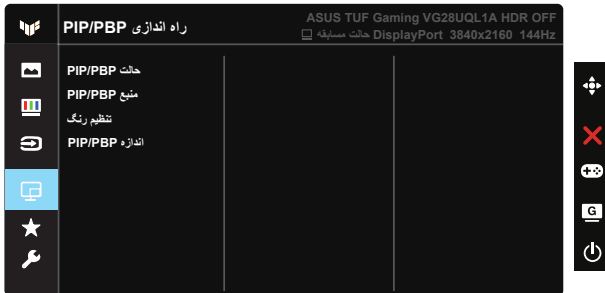 راه اندازی PIP/PBP
ASUS TUF Gaming VG28UQL1A HDR OFF
حالت مسابقه DisplayPort 3840x2160 144Hz
حالت PIP/PBP
منبع PIP/PBP
تنظیم رنگ
اندازه PIP/PBP
G